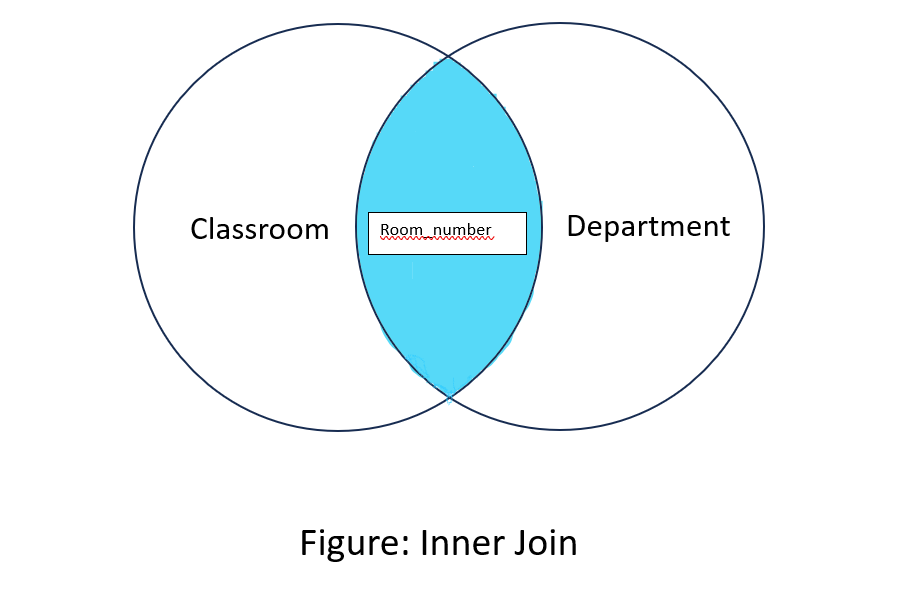 Classroom
Room_number
Department
Figure: Inner Join